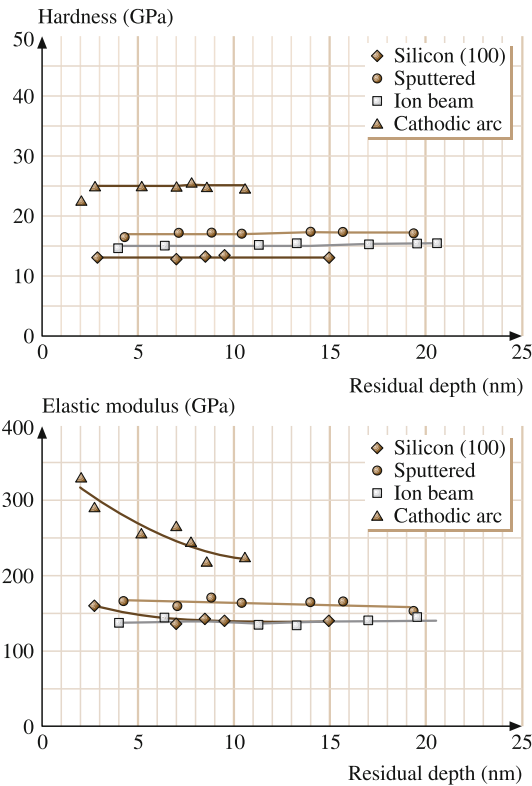 Hardness (GPa)
50
Silicon (100)
Sputtered
40
Ion beam
Cathodic arc
30
20
10
0
0 5 10 15 20 25
Residual depth (nm)
Elastic modulus (GPa)
400
Silicon (100)
Sputtered
300
Ion beam
Cathodic arc
200
100
0
0 5 10 15 20 25
Residual depth (nm)